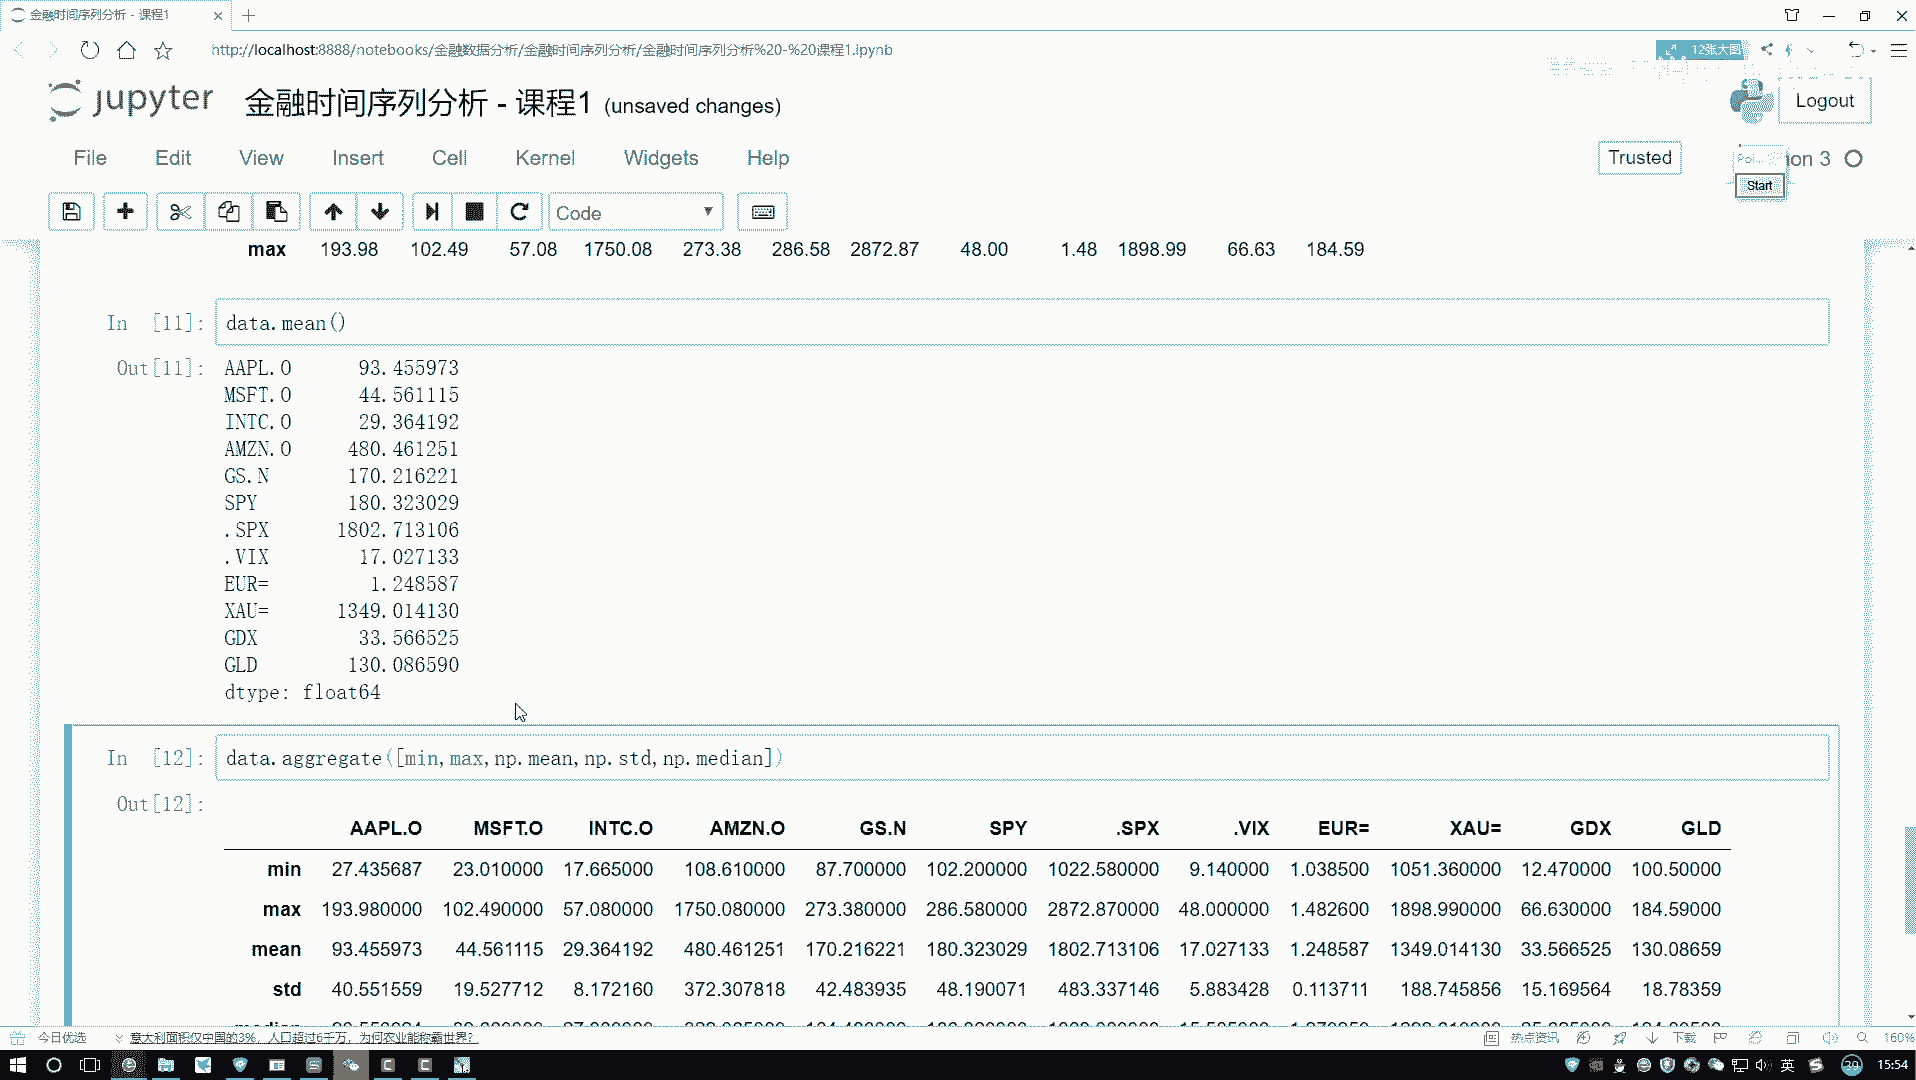 金融时间序列分析 - 课程1
http://localhost:8888/notebooks/金融数据分析/金融时间序列分析/金融时间序列分析%20-%20课程1.ipynb
12张大图
jupyter 金融时间序列分析 - 课程1 (unsaved changes)
Logout
File Edit View Insert Cell Kernel Widgets Help
Trusted
on 3
Start
Code
max 193.98 102.49 57.08 1750.08 273.38 286.58 2872.87 48.00 1.48 1898.99 66.63 184.59
In [11]: data.mean()
Out[11]: AAPL.O 93.455973
MSFT.O 44.561115
INTC.O 29.364192
AMZN.O 480.461251
GS.N 170.216221
SPY 180.323029
.SPX 1802.713106
.VIX 17.027133
EUR= 1.248587
XAU= 1349.014130
GDX 33.566525
GLD 130.086590
dtype: float64
In [12]: data.aggregate([min,max,np.mean,np.std,np.median])
Out[12]:
AAPL.O MSFT.O INTC.O AMZN.O GS.N SPY .SPX .VIX EUR= XAU= GDX GLD
min 27.435687 23.010000 17.665000 108.610000 87.700000 102.200000 1022.580000 9.140000 1.038500 1051.360000 12.470000 100.50000
max 193.980000 102.490000 57.080000 1750.080000 273.380000 286.580000 2872.870000 48.000000 1.482600 1898.990000 66.630000 184.59000
mean 93.455973 44.561115 29.364192 480.461251 170.216221 180.323029 1802.713106 17.027133 1.248587 1349.014130 33.566525 130.08659
std 40.551559 19.527712 8.172160 372.307818 42.483935 48.190071 483.337146 5.883428 0.113711 188.745856 15.169564 18.78359
今日优选 意大利面积仅中国的3%，人口超过6千万，为何农业能称霸世界？
热点资讯 下载 160%
英 39 15:54